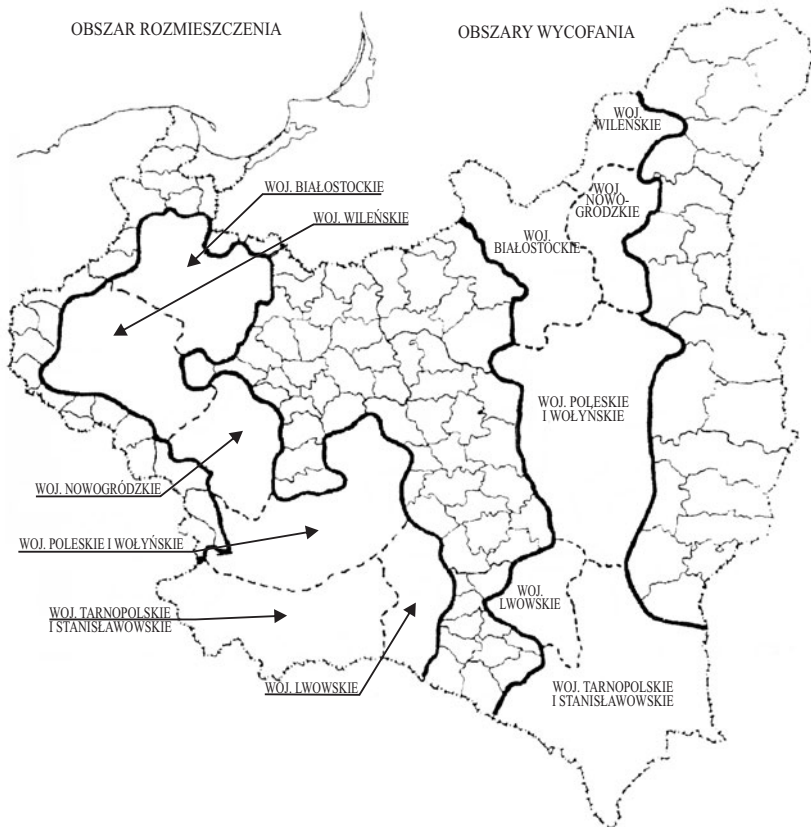 OBSZAR ROZMIESZCZENIA
OBSZARY WYCOFANIA
WOJ.
WILEŃSKIE
WOJ. BIAŁOSTOCKIE
WOJ. WILEŃSKIE
WOJ.
NOWO-
GRÓDZKIE
WOJ.
BIAŁOSTOCKIE
WOJ. POLESKIE
I WOŁYŃSKIE
WOJ. NOWOGRÓDZKIE
WOJ. POLESKIE I WOŁYŃSKIE
WOJ. TARNOPOLSKIE
I STANISŁAWOWSKIE
WOJ.
LWOWSKIE
WOJ. LWOWSKIE
WOJ. TARNOPOLSKIE
I STANISŁAWOWSKIE